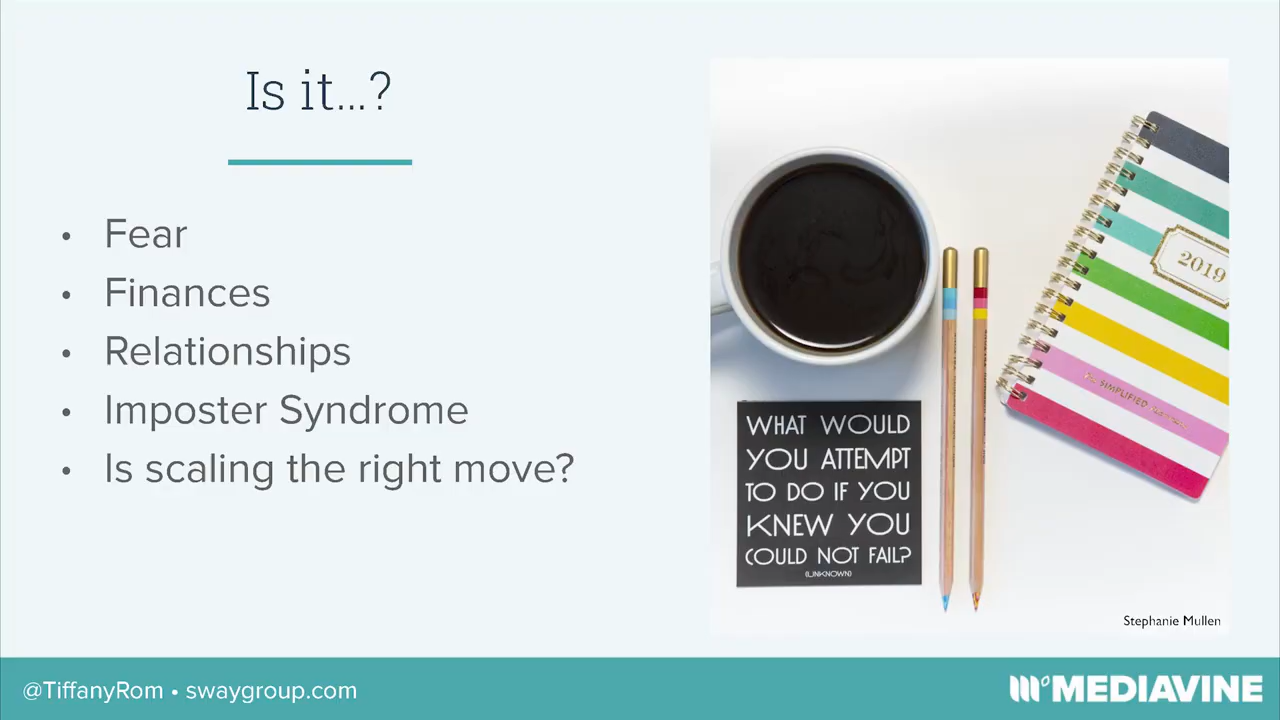 Is it...?
• Fear
• Finances
• Relationships
• Imposter Syndrome
• Is scaling the right move?
2019
SIMPLIFIED
WHAT WOULD
YOU ATTEMPT
TO DO IF YOU
KNEW YOU
COULD NOT FAIL?
(UNKNOWN)
Stephanie Mullen
@TiffanyRom • swaygroup.com
MEDIAVINE